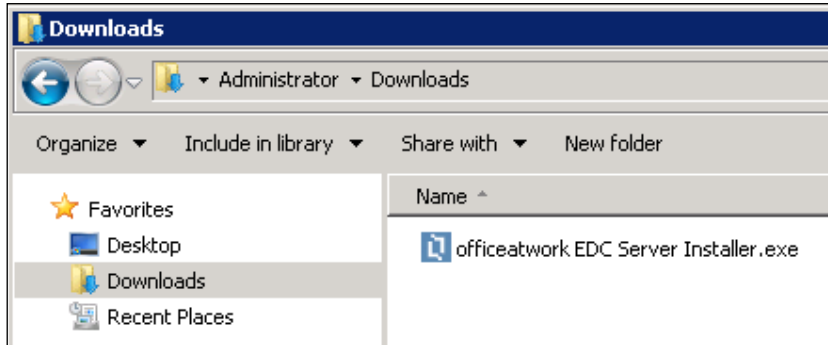 Downloads
Administrator Downloads
Organize Include in library Share with New folder
Favorites
Desktop
Downloads
Recent Places
Name
officeatwork EDC Server Installer.exe